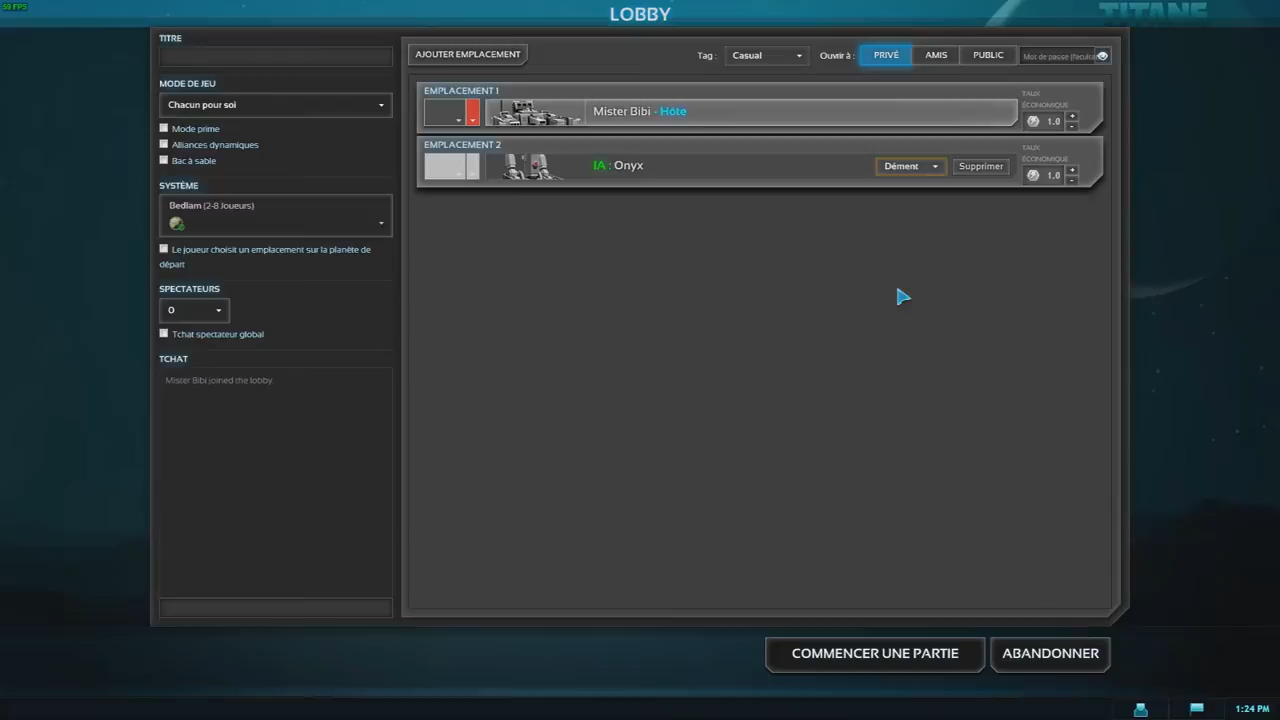 59 FPS
LOBBY
TITANS
TITRE
MODE DE JEU
Chacun pour soi
Mode prime
Alliances dynamiques
Bac à sable
SYSTÈME
Bedlam (2-8 Joueurs)
Le joueur choisit un emplacement sur la planète de
départ
SPECTATEURS
0
Tchat spectateur global
TCHAT
Mister Bibi joined the lobby.
AJOUTER EMPLACEMENT
Tag :
Casual
Ouvrir à :
PRIVÉ
AMIS
PUBLIC
Mot de passe (facult
EMPLACEMENT 1
Mister Bibi - Hôte
TAUX
ÉCONOMIQUE
1.0
+
-
EMPLACEMENT 2
IA : Onyx
Dément
Supprimer
TAUX
ÉCONOMIQUE
1.0
+
-
COMMENCER UNE PARTIE
ABANDONNER
1:24 PM